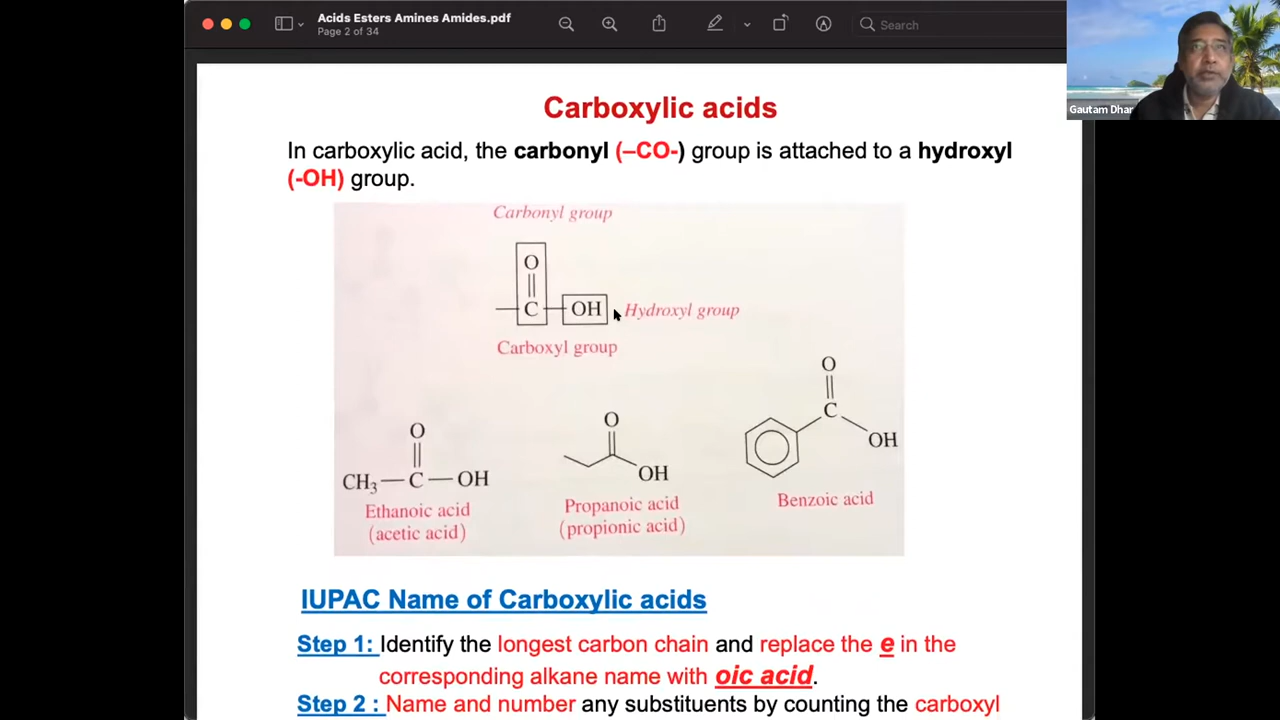 Acids Esters Amines Amides.pdf
Page 2 of 34
Search
Gautam Dhar
Carboxylic acids
In carboxylic acid, the carbonyl (–CO-) group is attached to a hydroxyl
(-OH) group.
Carbonyl group
O
C
OH
Hydroxyl group
Carboxyl group
O
CH₃—C—OH
Ethanoic acid
(acetic acid)
O
OH
Propanoic acid
(propionic acid)
O
C
OH
Benzoic acid
IUPAC Name of Carboxylic acids
Step 1: Identify the longest carbon chain and replace the e in the
corresponding alkane name with oic acid.
Step 2 : Name and number any substituents by counting the carboxyl